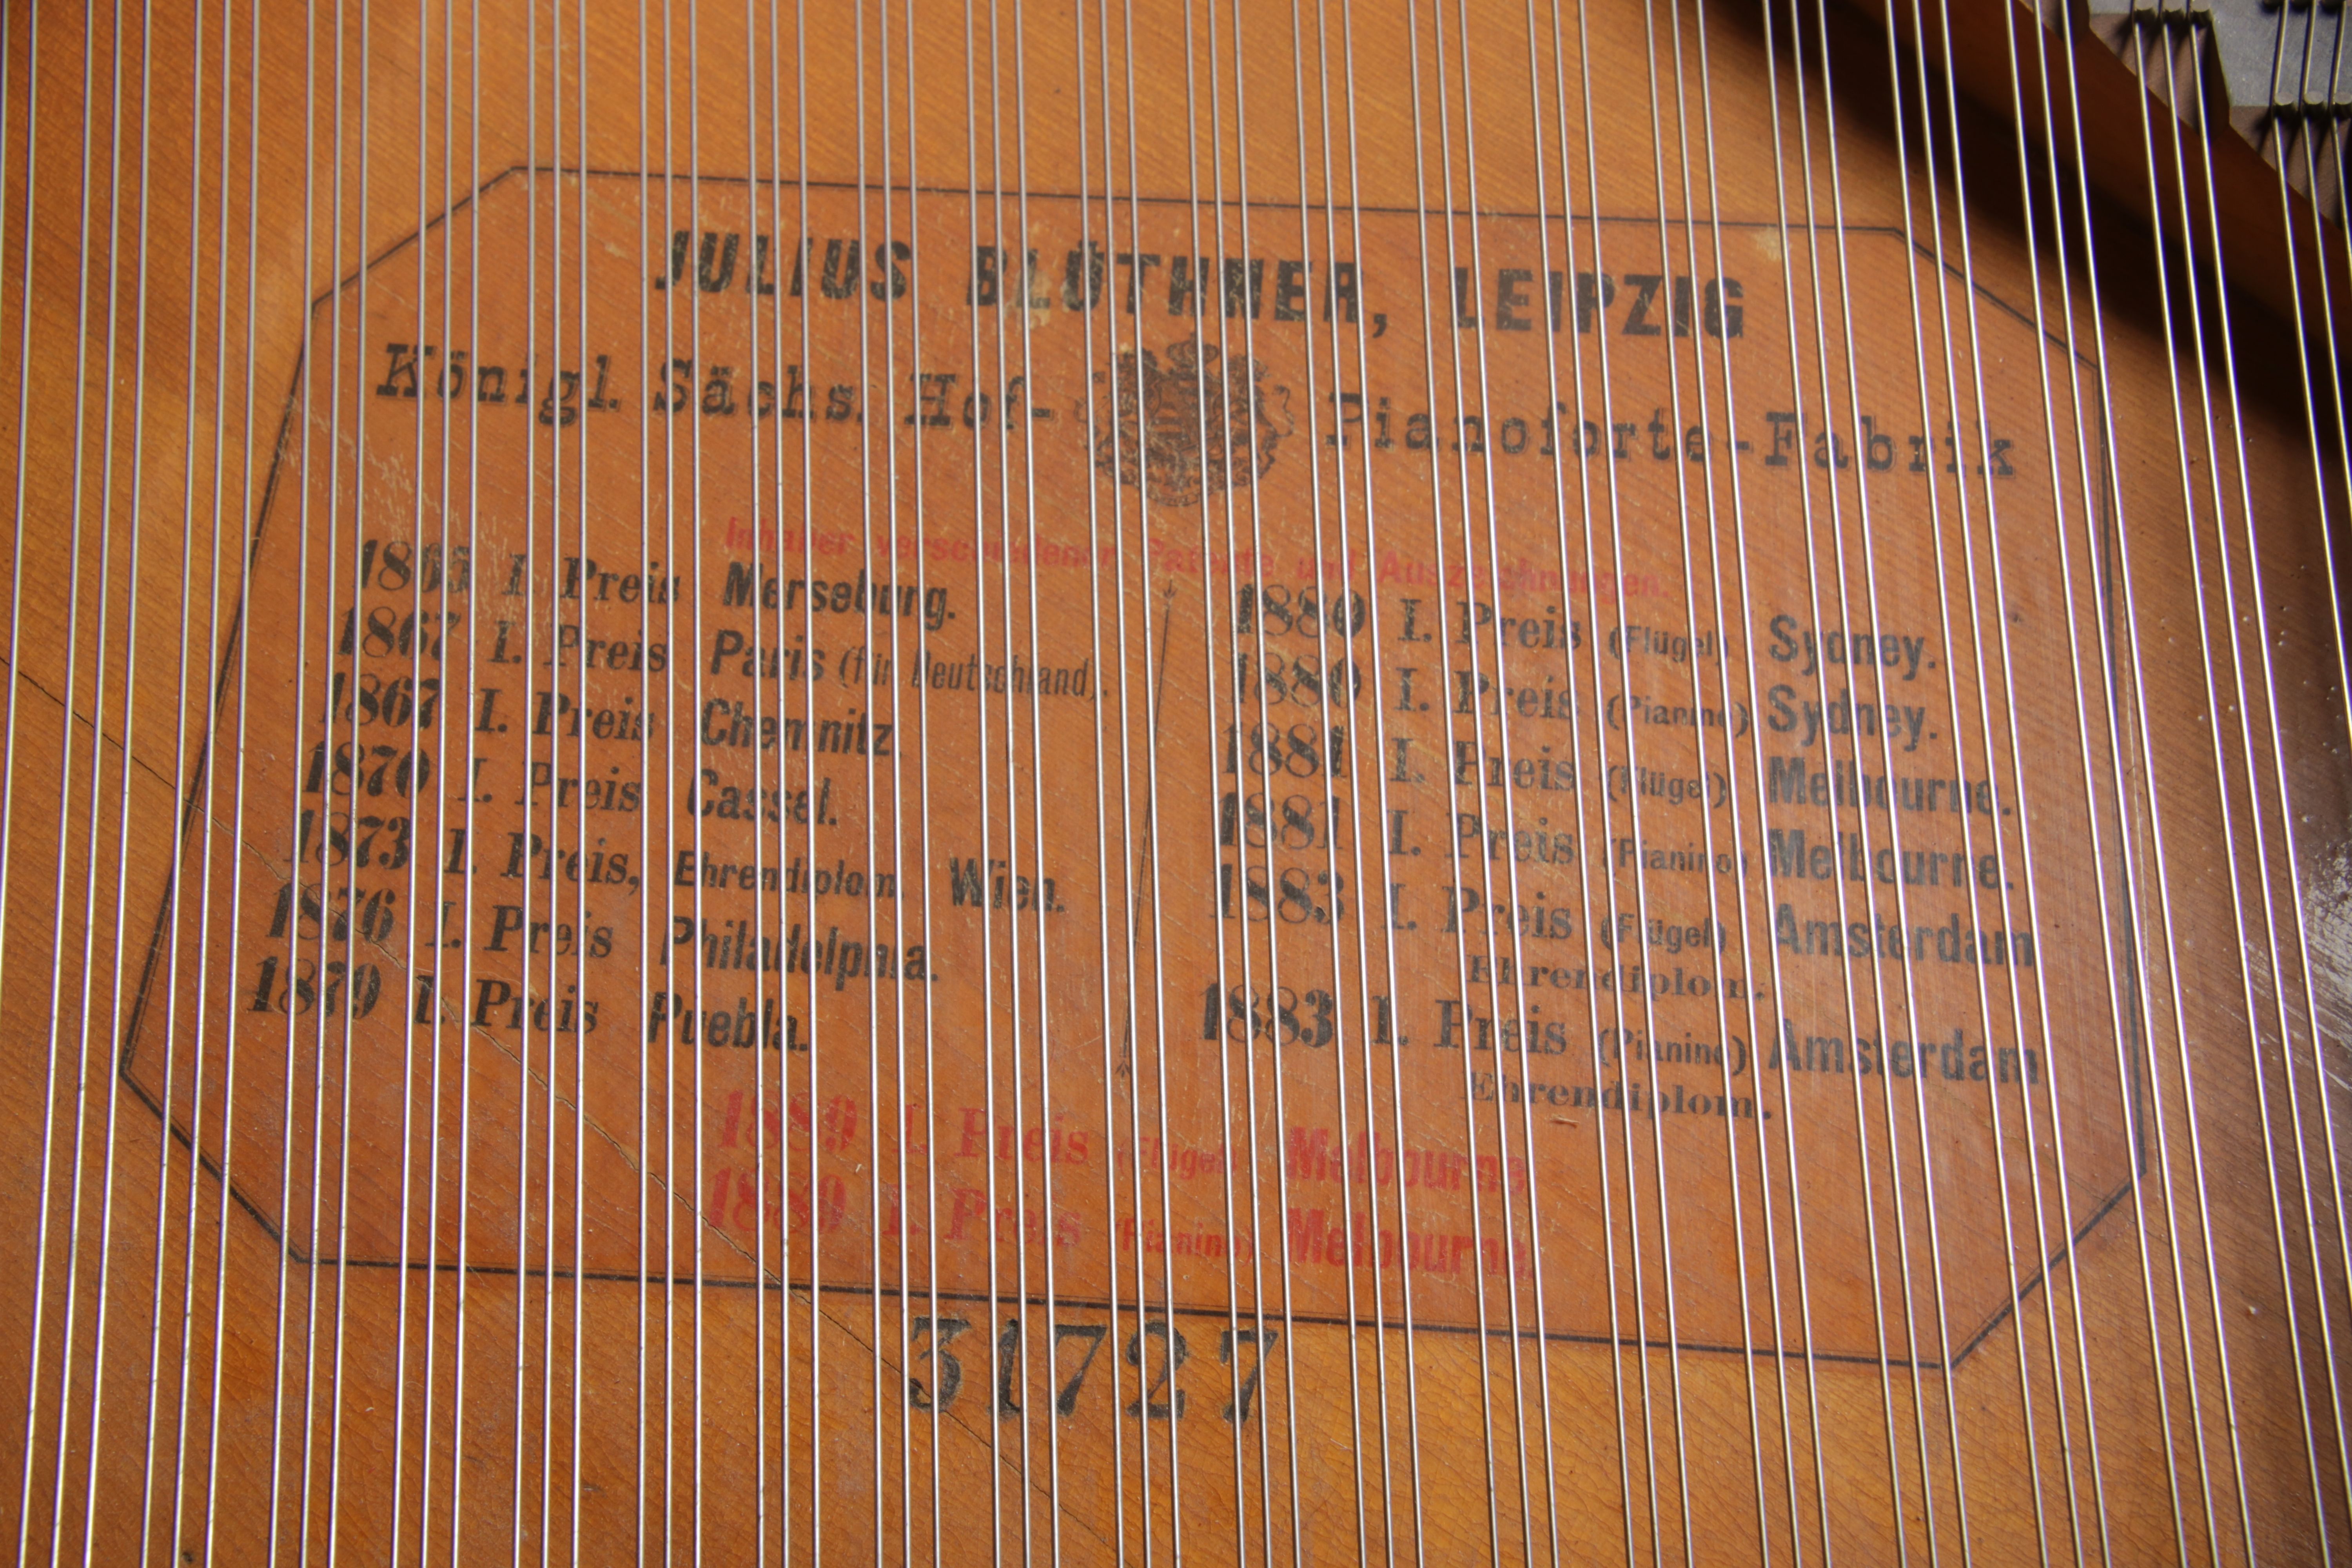 JULIUS BLÜTHNER, LEIPZIG
Königl. Sächs. Hof- Pianoforte-Fabrik
Inhaber verschiedener Patente und Auszeichnungen.
1865 I. Preis Merseburg.
1867 I. Preis Paris (für Deutschland).
1867 I. Preis Chemnitz.
1870 I. Preis Cassel.
1873 I. Preis, Ehrendiplom, Wien.
1876 I. Preis Philadelphia.
1879 I. Preis Puebla.
1880 I. Preis (Flügel) Sydney.
1880 I. Preis (Pianino) Sydney.
1881 I. Preis (Flügel) Melbourne.
1881 I. Preis (Pianino) Melbourne.
1883 I. Preis (Flügel) Amsterdam
Ehrendiplom.
1883 I. Preis (Pianino) Amsterdam
Ehrendiplom.
1889 I. Preis (Flügel) Melbourne.
1889 I. Preis (Pianino) Melbourne.
31727